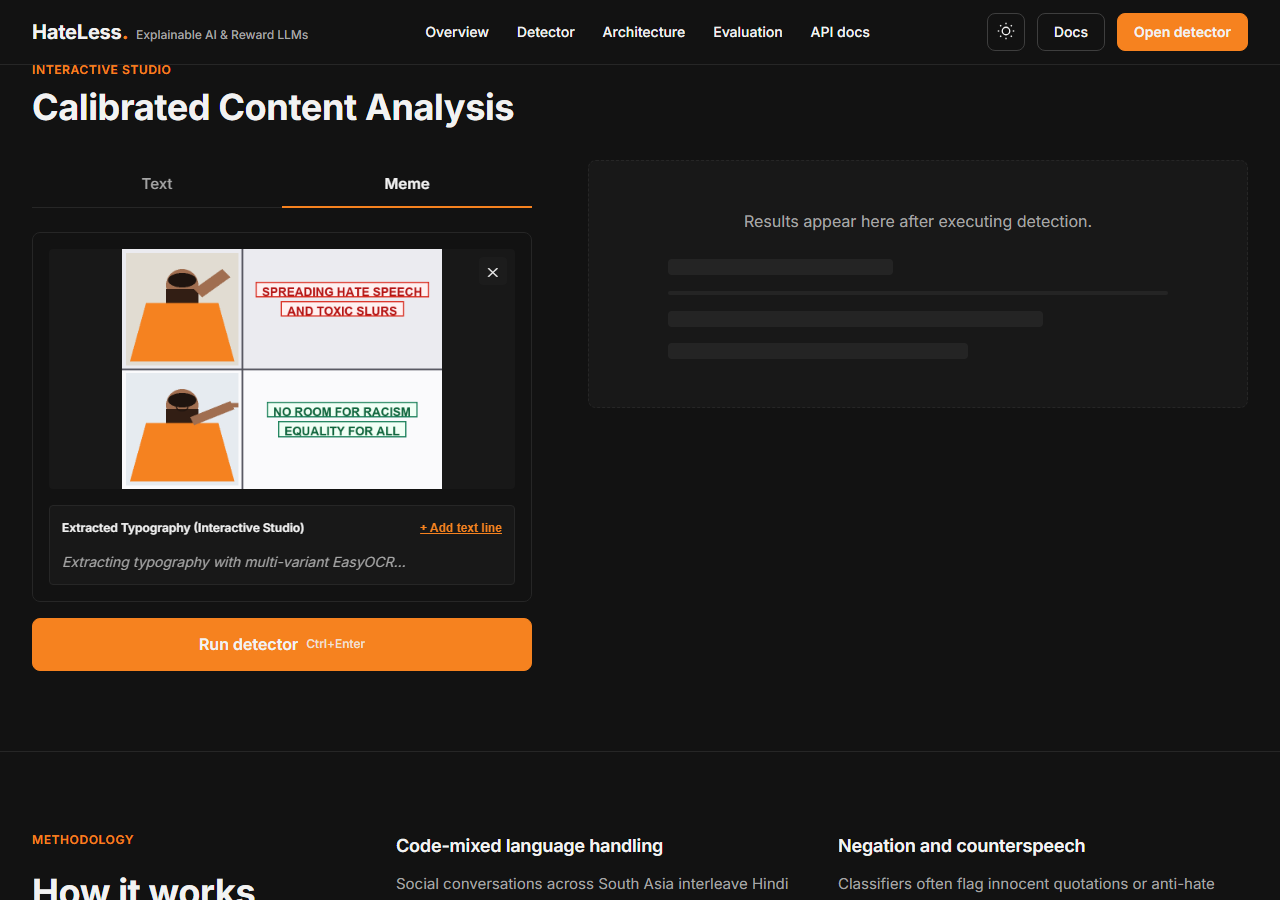 HateLess. Explainable AI & Reward LLMs
Overview Detector Architecture Evaluation API docs
Docs
Open detector
INTERACTIVE STUDIO
Calibrated Content Analysis
Text Meme
SPREADING HATE SPEECH
AND TOXIC SLURS
NO ROOM FOR RACISM
EQUALITY FOR ALL
Extracted Typography (Interactive Studio)
+ Add text line
Extracting typography with multi-variant EasyOCR...
Run detector Ctrl+Enter
Results appear here after executing detection.
METHODOLOGY
How it works
Code-mixed language handling
Social conversations across South Asia interleave Hindi
Negation and counterspeech
Classifiers often flag innocent quotations or anti-hate